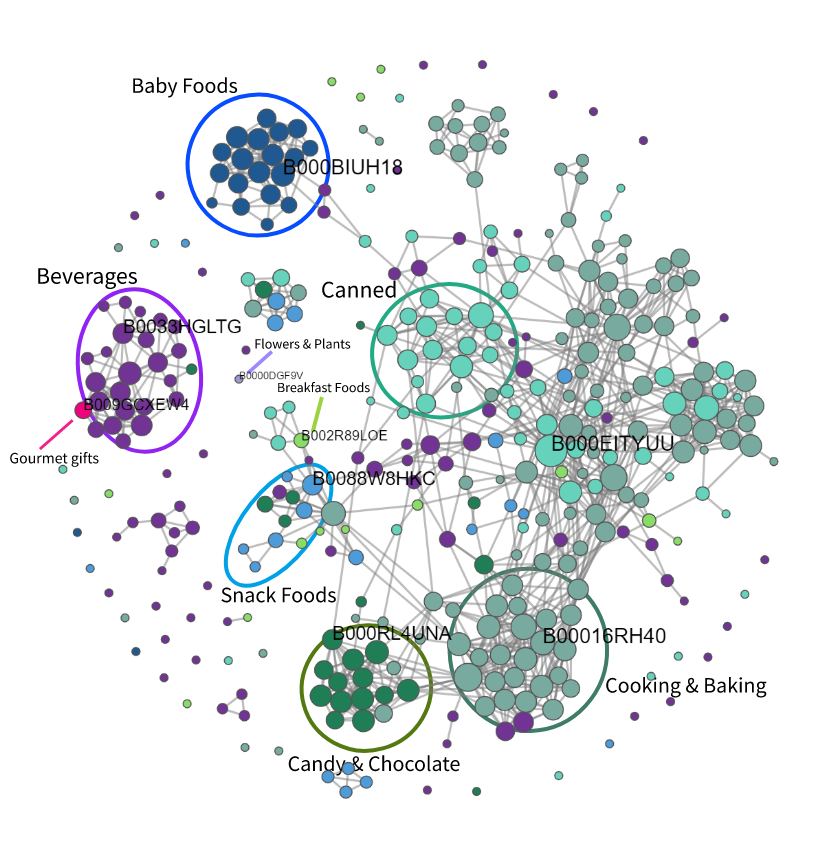 Baby Foods
B000BIUH18
Beverages
Canned
B0033HGLTG
Flowers & Plants
B0000DGF9V
Breakfast Foods
B009GCXEW4
B002R89LOE
B000EITYUU
Gourmet gifts
B0088W8HKC
Snack Foods
B000RL4UNA
B00016RH40
Cooking & Baking
Candy & Chocolate